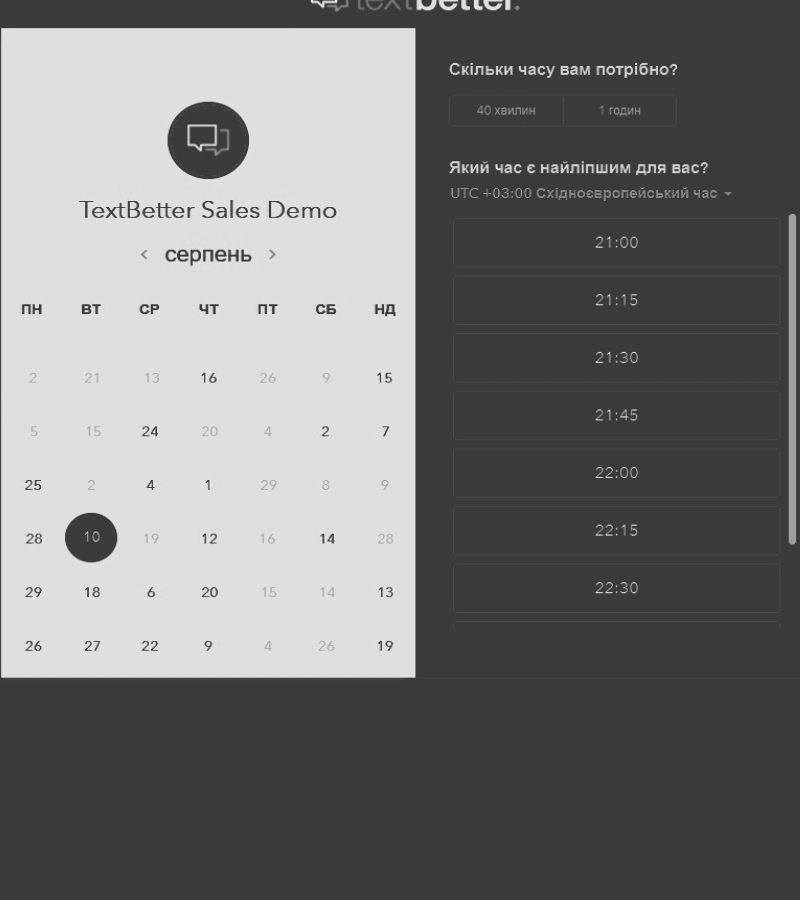 textbetter.
TextBetter Sales Demo
серпень
ПН ВТ СР ЧТ ПТ СБ НД
2 21 13 16 26 9 15
5 15 24 20 4 2 7
25 2 4 1 29 8 9
28 10 19 12 16 14 28
29 18 6 20 15 14 13
26 27 22 9 4 26 19
Скільки часу вам потрібно?
40 хвилин 1 годин
Який час є найліпшим для вас?
UTC +03:00 Східноєвропейський час
21:00
21:15
21:30
21:45
22:00
22:15
22:30